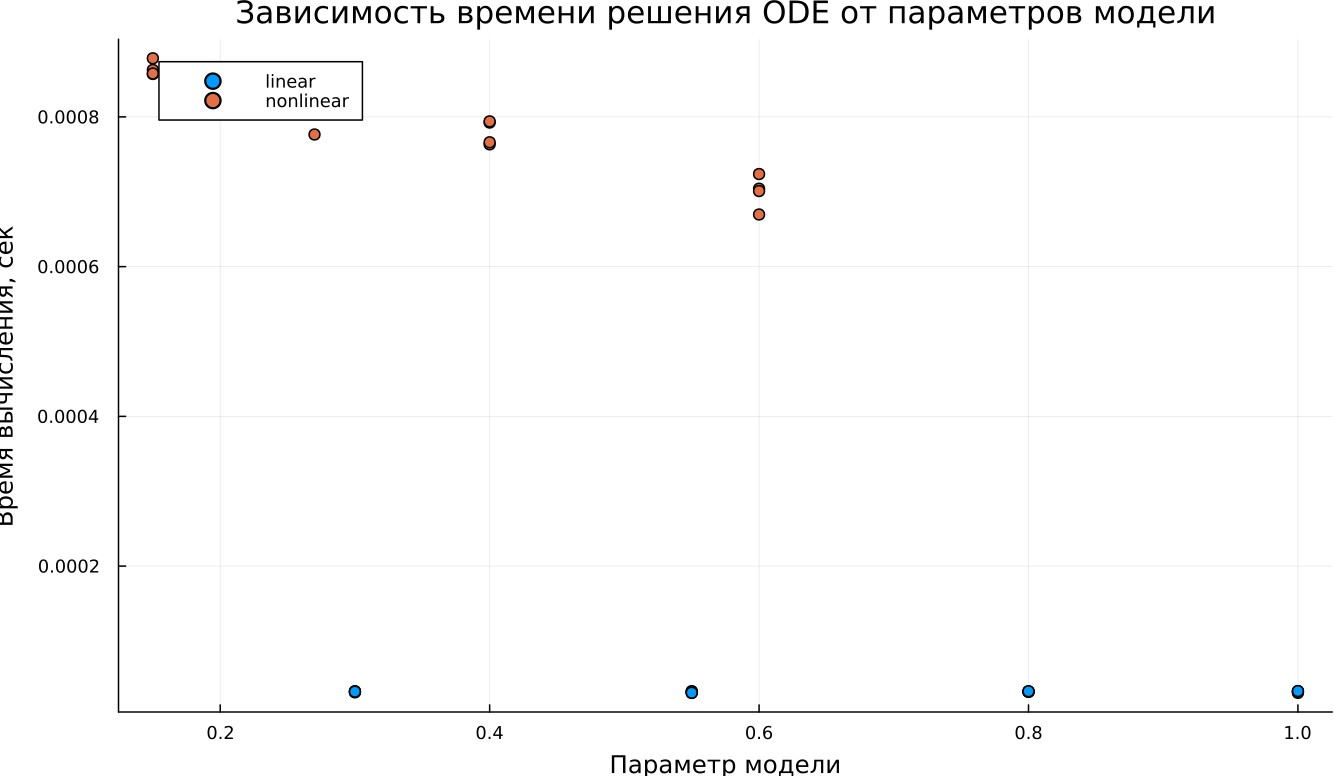 Зависимость времени решения ODE от параметров модели
linear
nonlinear
0.0008
0.0006
0.0004
0.0002
Время вычисления, сек
0.2 0.4 0.6 0.8 1.0
Параметр модели